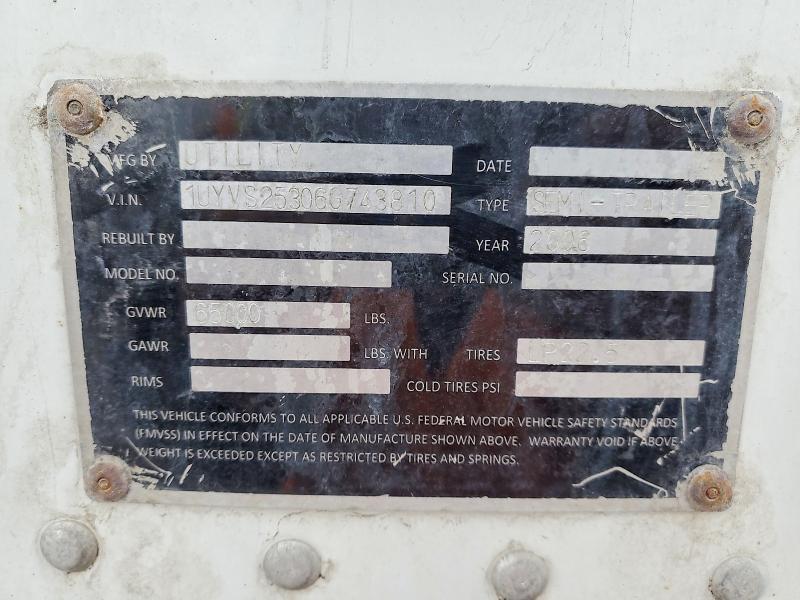 MFG BY UTILITY DATE
V.I.N. 1UYVS25306G743810 TYPE SEMI-TRAILER
REBUILT BY YEAR 2006
MODEL NO. SERIAL NO.
GVWR 65000 LBS.
GAWR LBS. WITH TIRES LP22.5
RIMS COLD TIRES PSI
THIS VEHICLE CONFORMS TO ALL APPLICABLE U.S. FEDERAL MOTOR VEHICLE SAFETY STANDARDS
(FMVSS) IN EFFECT ON THE DATE OF MANUFACTURE SHOWN ABOVE. WARRANTY VOID IF ABOVE
WEIGHT IS EXCEEDED EXCEPT AS RESTRICTED BY TIRES AND SPRINGS.